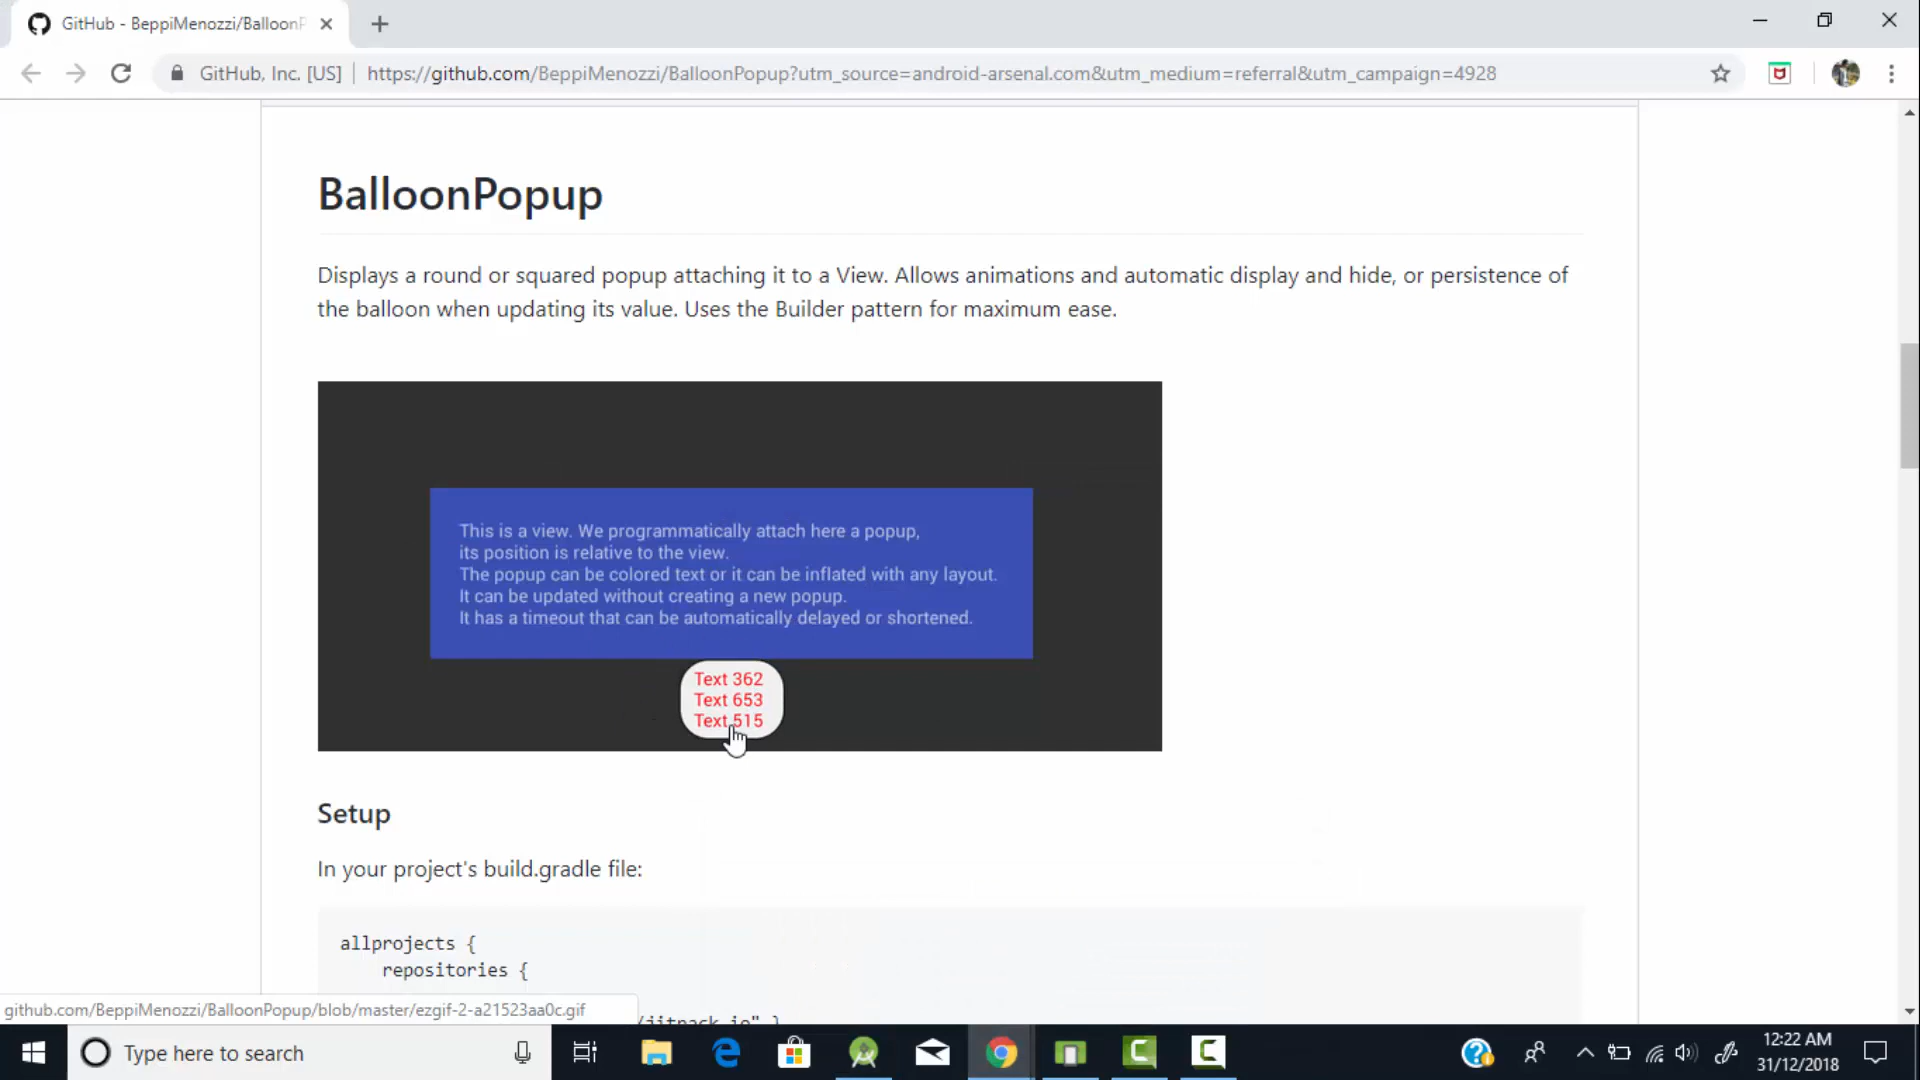 GitHub - BeppiMenozzi/BalloonP
GitHub, Inc. [US] https://github.com/BeppiMenozzi/BalloonPopup?utm_source=android-arsenal.com&utm_medium=referral&utm_campaign=4928
BalloonPopup
Displays a round or squared popup attaching it to a View. Allows animations and automatic display and hide, or persistence of
the balloon when updating its value. Uses the Builder pattern for maximum ease.
This is a view. We programmatically attach here a popup,
its position is relative to the view.
The popup can be colored text or it can be inflated with any layout.
It can be updated without creating a new popup.
It has a timeout that can be automatically delayed or shortened.
Text 362
Text 653
Text 515
Setup
In your project's build.gradle file:
allprojects {
repositories {
/jitpack.io" }
github.com/BeppiMenozzi/BalloonPopup/blob/master/ezgif-2-a21523aa0c.gif
Type here to search
12:22 AM
31/12/2018